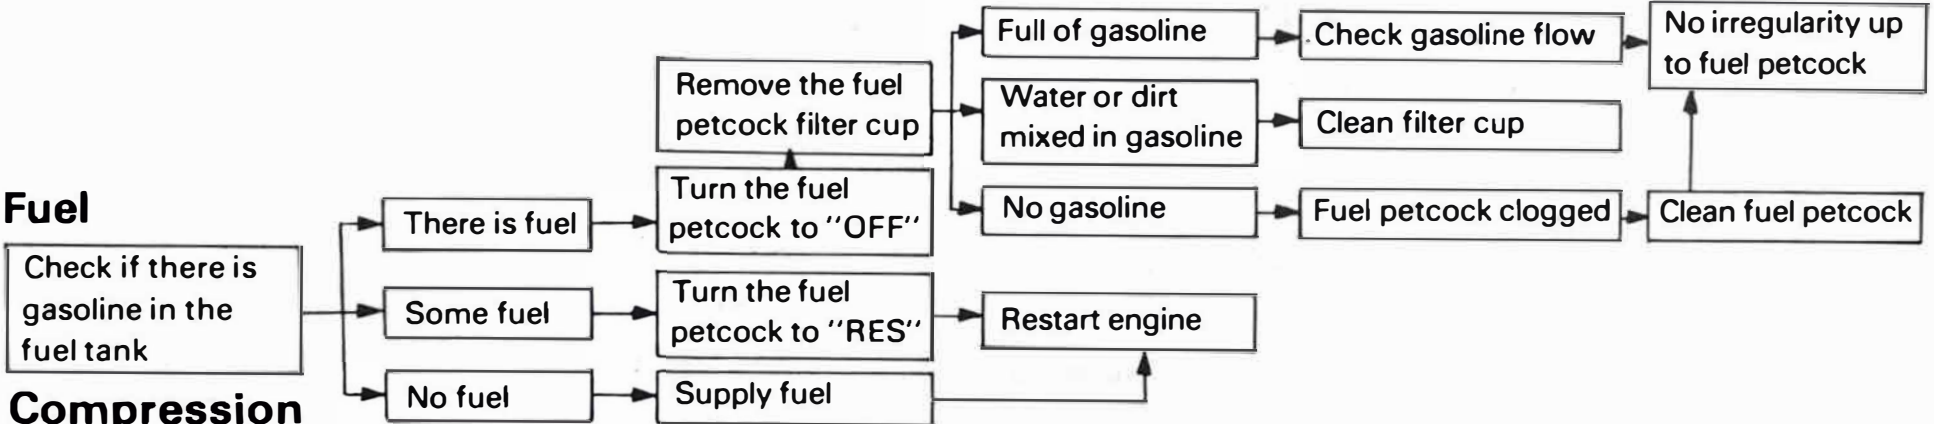 Fuel
Check if there is
gasoline in the
fuel tank
There is fuel
Some fuel
No fuel
Turn the fuel
petcock to "OFF"
Remove the fuel
petcock filter cup
Turn the fuel
petcock to "RES"
Supply fuel
Full of gasoline
Water or dirt
mixed in gasoline
No gasoline
Restart engine
Check gasoline flow
Clean filter cup
Fuel petcock clogged
No irregularity up
to fuel petcock
Clean fuel petcock
Compression